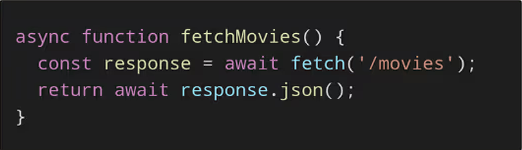 async function fetchMovies() {
  const response = await fetch('/movies');
  return await response.json();
}